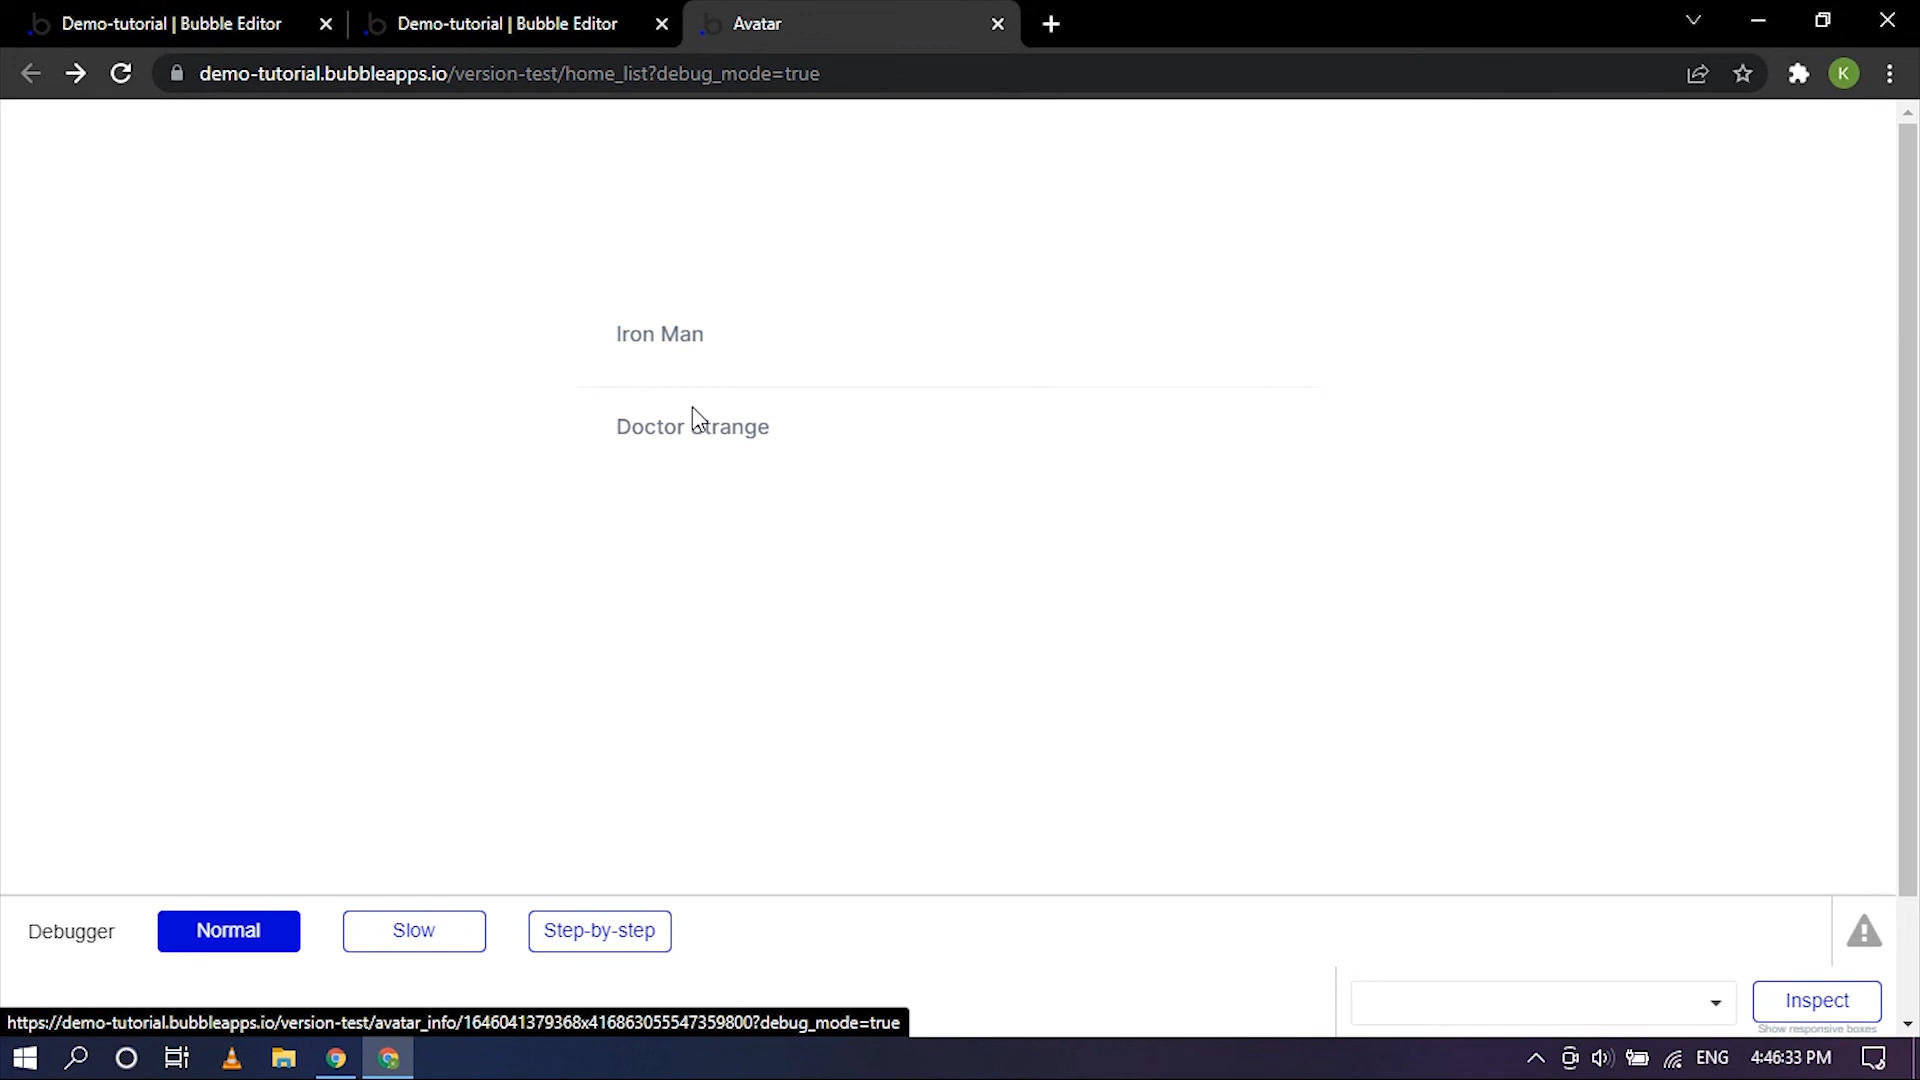 Demo-tutorial | Bubble Editor
Demo-tutorial | Bubble Editor
Avatar
demo-tutorial.bubbleapps.io/version-test/home_list?debug_mode=true
K
Iron Man
Doctor Strange
Debugger
Normal
Slow
Step-by-step
Inspect
Show responsive boxes
https://demo-tutorial.bubbleapps.io/version-test/avatar_info/1646041379368x416863055547359800?debug_mode=true
ENG
4:46:33 PM